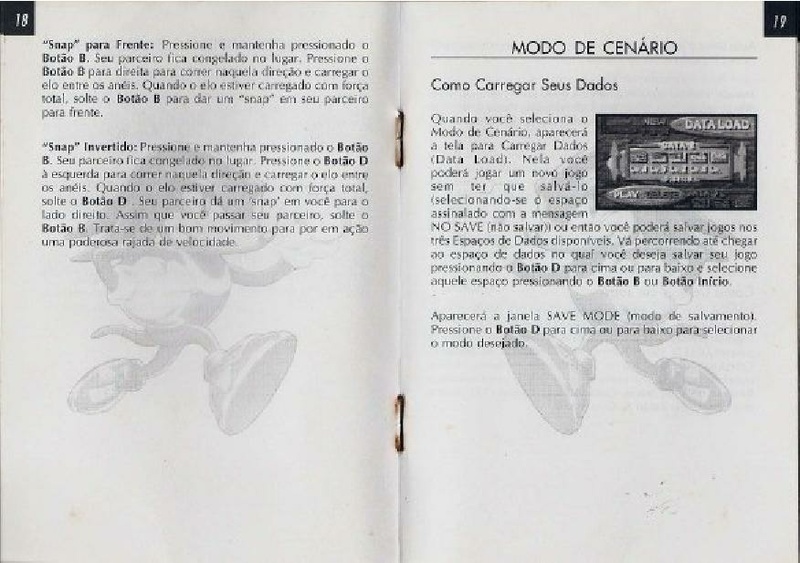 18
"Snap" para Frente: Pressione e mantenha pressionado o
Botão B. Seu parceiro fica congelado no lugar. Pressione o
Botão B para direita para correr naquela direção e carregar o
elo entre os anéis. Quando o elo estiver carregado com força
total, solte o Botão B para dar um "snap" em seu parceiro
para frente.
"Snap" Invertido: Pressione e mantenha pressionado o Botão
B. Seu parceiro fica congelado no lugar. Pressione o Botão D
à esquerda para correr naquela direção e carregar o elo entre
os anéis. Quando o elo estiver carregado com força total,
solte o Botão D . Seu parceiro dá um 'snap' em você para o
lado direito. Assim que você passar seu parceiro, solte o
Botão B. Trata-se de um bom movimento para por em ação
uma poderosa rajada de velocidade.
19
MODO DE CENÁRIO
Como Carregar Seus Dados
Quando você seleciona o
Modo de Cenário, aparecerá
a tela para Carregar Dados
(Data Load). Nela você
poderá jogar um novo jogo
sem ter que salvá-lo
(selecionando-se o espaço
assinalado com a mensagem
NO SAVE (não salvar)) ou então você poderá salvar jogos nos
três Espaços de Dados disponíveis. Vá percorrendo até chegar
ao espaço de dados no qual você deseja salvar seu jogo
pressionando o Botão D para cima ou para baixo e selecione
aquele espaço pressionando o Botão B ou Botão Início.
DATA LOAD
PLAY DELETE
Aparecerá a janela SAVE MODE (modo de salvamento).
Pressione o Botão D para cima ou para baixo para selecionar
o modo desejado.